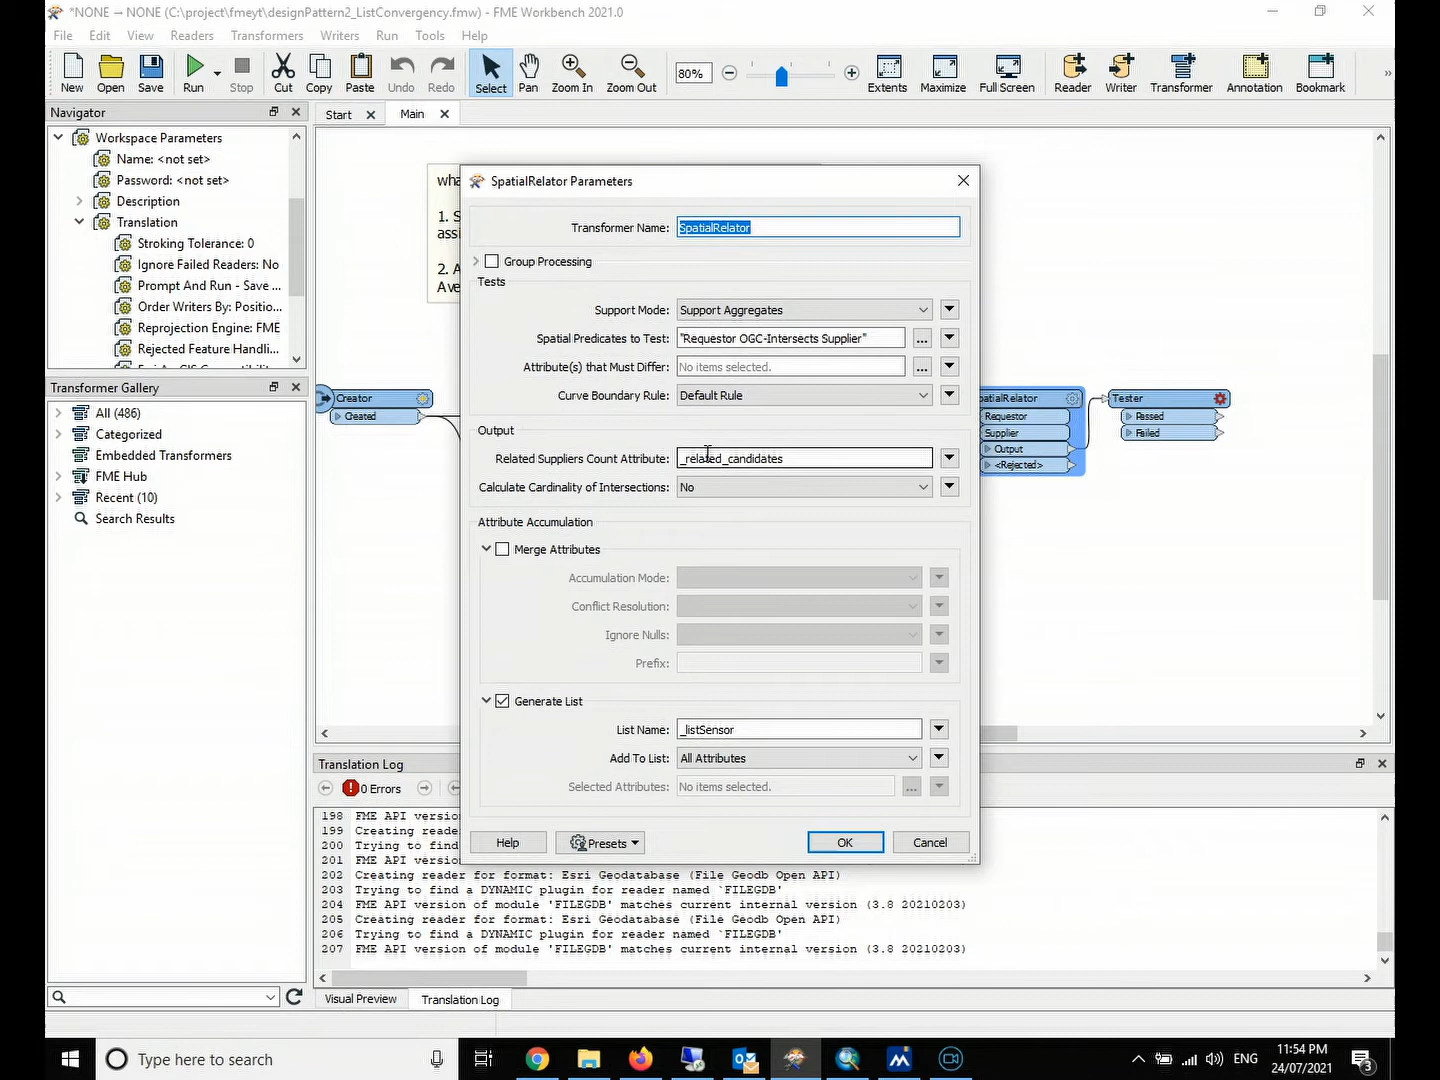 *NONE → NONE (C:\project\fmeyt\designPattern2_ListConvergency.fmw) - FME Workbench 2021.0
File Edit View Readers Transformers Writers Run Tools Help
New Open Save Run Stop Cut Copy Paste Undo Redo Select Pan Zoom In Zoom Out 80% Extents Maximize Full Screen Reader Writer Transformer Annotation Bookmark »
Navigator
Start Main
Workspace Parameters
Name: <not set>
Password: <not set>
Description
Translation
Stroking Tolerance: 0
Ignore Failed Readers: No
Prompt And Run - Save ...
Order Writers By: Positio...
Reprojection Engine: FME
Rejected Feature Handli...
Transformer Gallery
All (486)
Categorized
Embedded Transformers
FME Hub
Recent (10)
Search Results
wha
1. S
assi
2. A
Ave
Creator
Created
SpatialRelator Parameters
Transformer Name: SpatialRelator
Group Processing
Tests
Support Mode: Support Aggregates
Spatial Predicates to Test: "Requestor OGC-Intersects Supplier" ...
Attribute(s) that Must Differ: No items selected. ...
Curve Boundary Rule: Default Rule
Output
Related Suppliers Count Attribute: _related_candidates
Calculate Cardinality of Intersections: No
Attribute Accumulation
Merge Attributes
Accumulation Mode:
Conflict Resolution:
Ignore Nulls:
Prefix:
Generate List
List Name: _listSensor
Add To List: All Attributes
Selected Attributes: No items selected. ...
Help Presets OK Cancel
patialRelator
Requestor
Supplier
Output
<Rejected>
Tester
Passed
Failed
Translation Log
0 Errors
198 FME API version
199 Creating reade
200 Trying to find
201 FME API version
202 Creating reader for format: Esri Geodatabase (File Geodb Open API)
203 Trying to find a DYNAMIC plugin for reader named `FILEGDB'
204 FME API version of module 'FILEGDB' matches current internal version (3.8 20210203)
205 Creating reader for format: Esri Geodatabase (File Geodb Open API)
206 Trying to find a DYNAMIC plugin for reader named `FILEGDB'
207 FME API version of module 'FILEGDB' matches current internal version (3.8 20210203)
Visual Preview Translation Log
Type here to search
ENG
11:54 PM
24/07/2021
3